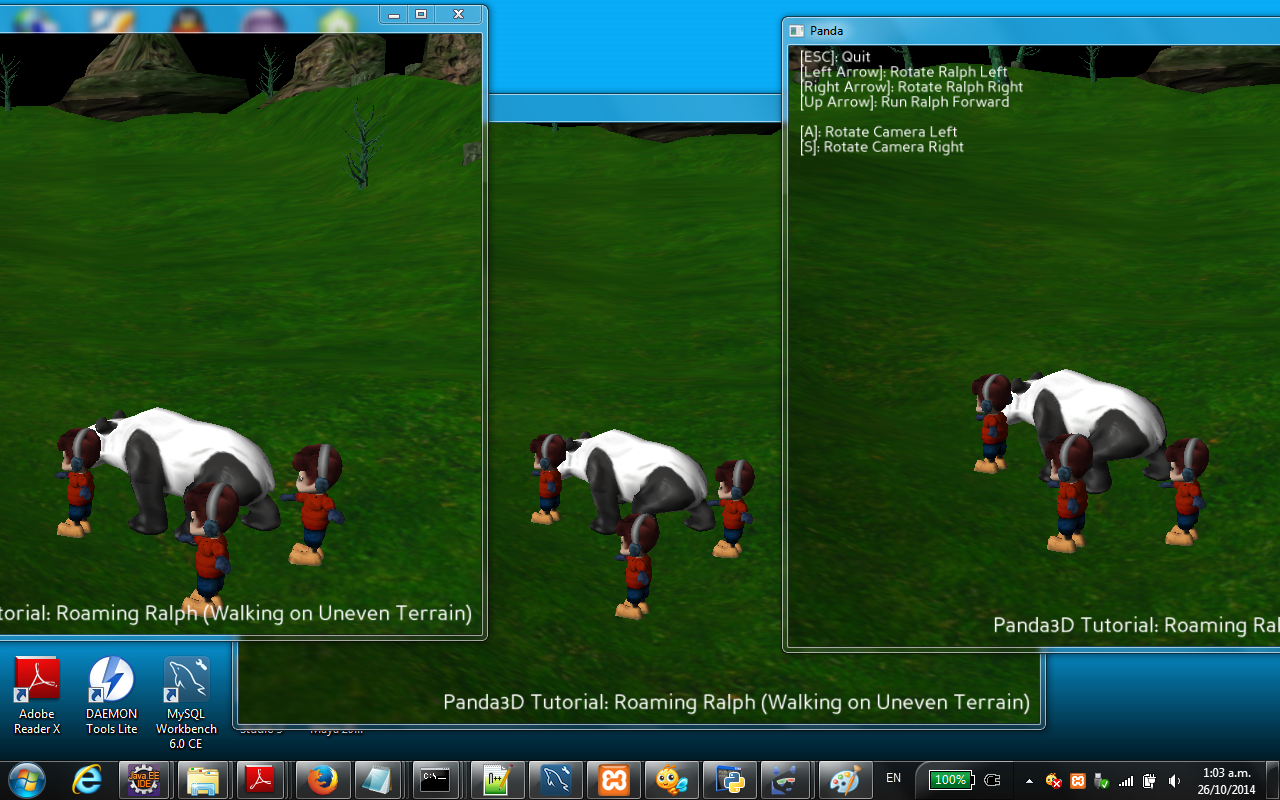 Panda
[ESC]: Quit
[Left Arrow]: Rotate Ralph Left
[Right Arrow]: Rotate Ralph Right
[Up Arrow]: Run Ralph Forward
[A]: Rotate Camera Left
[S]: Rotate Camera Right
torial: Roaming Ralph (Walking on Uneven Terrain)
Panda3D Tutorial: Roaming Ral
Panda3D Tutorial: Roaming Ralph (Walking on Uneven Terrain)
Adobe
Reader X
DAEMON
Tools Lite
MySQL
Workbench
6.0 CE
Java EE
IDE
C:\
EN
100%
1:03 a.m.
26/10/2014